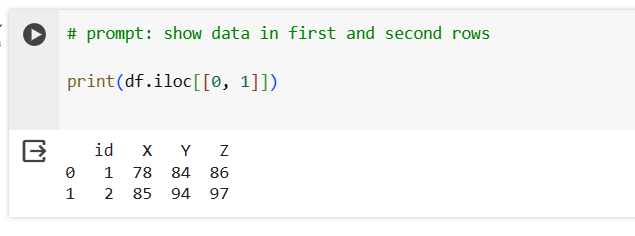 # prompt: show data in first and second rows
print(df.iloc[[0, 1]])
id X Y Z
0 1 78 84 86
1 2 85 94 97